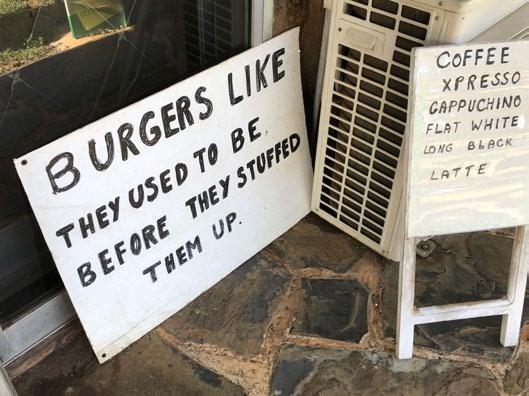 BURGERS LIKE
THEY USED TO BE.
BEFORE THEY STUFFED
THEM UP.
COFFEE
XPRESSO
CAPPUCHINO
FLAT WHITE
LONG BLACK
LATTE